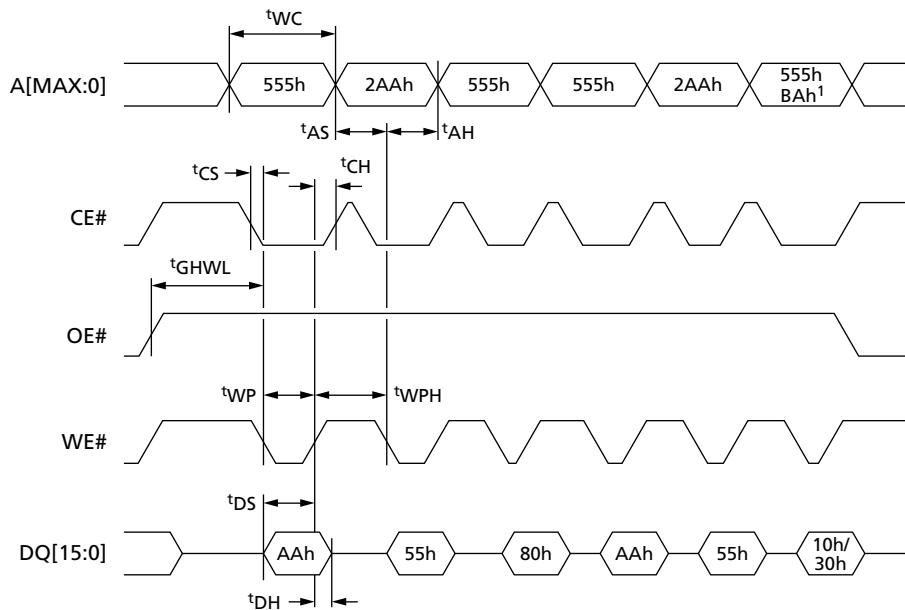 tWC
A[MAX:0] 555h 2AAh 555h 555h 2AAh 555h
BAh1
tAS tAH
tCS tCH
CE#
tGHWL
OE#
tWP tWPH
WE#
tDS
DQ[15:0] AAh 55h 80h AAh 55h 10h/
30h
tDH